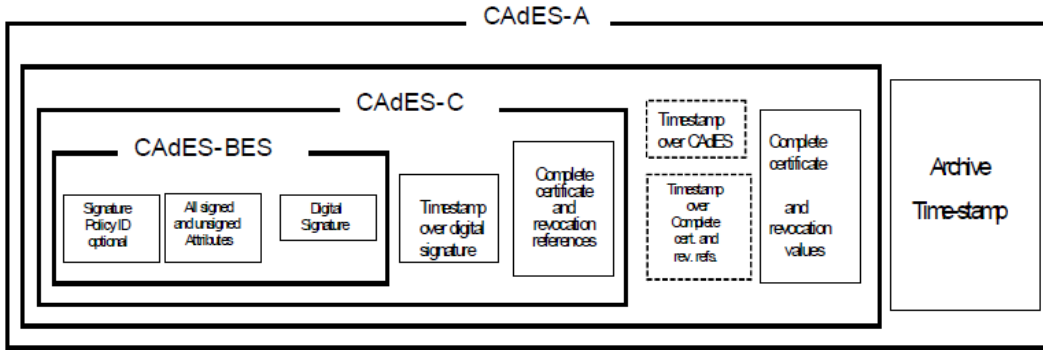 CAdES-A
CAdES-C
CAdES-BES
Signature
Policy ID
optional
All signed
and unsigned
Attributes
Digital
Signature
Timestamp
over digital
signature
Complete
certificate
and
revocation
references
Timestamp
over CAdES
Timestamp
over
Complete
cert. and
rev. refs.
Complete
certificate
and
revocation
values
Archive
Time-stamp